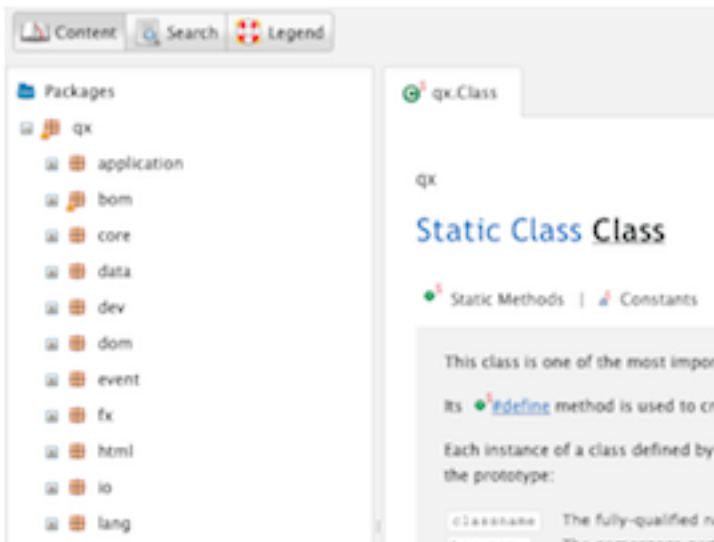 Content Search Legend
Packages
qx
application
bom
core
data
dev
dom
event
fx
html
io
lang
qx.Class
qx
Static Class Class
Static Methods | Constants
This class is one of the most
Its #define method is used to
Each instance of a class defined by
the prototype:
classname The fully-qualified